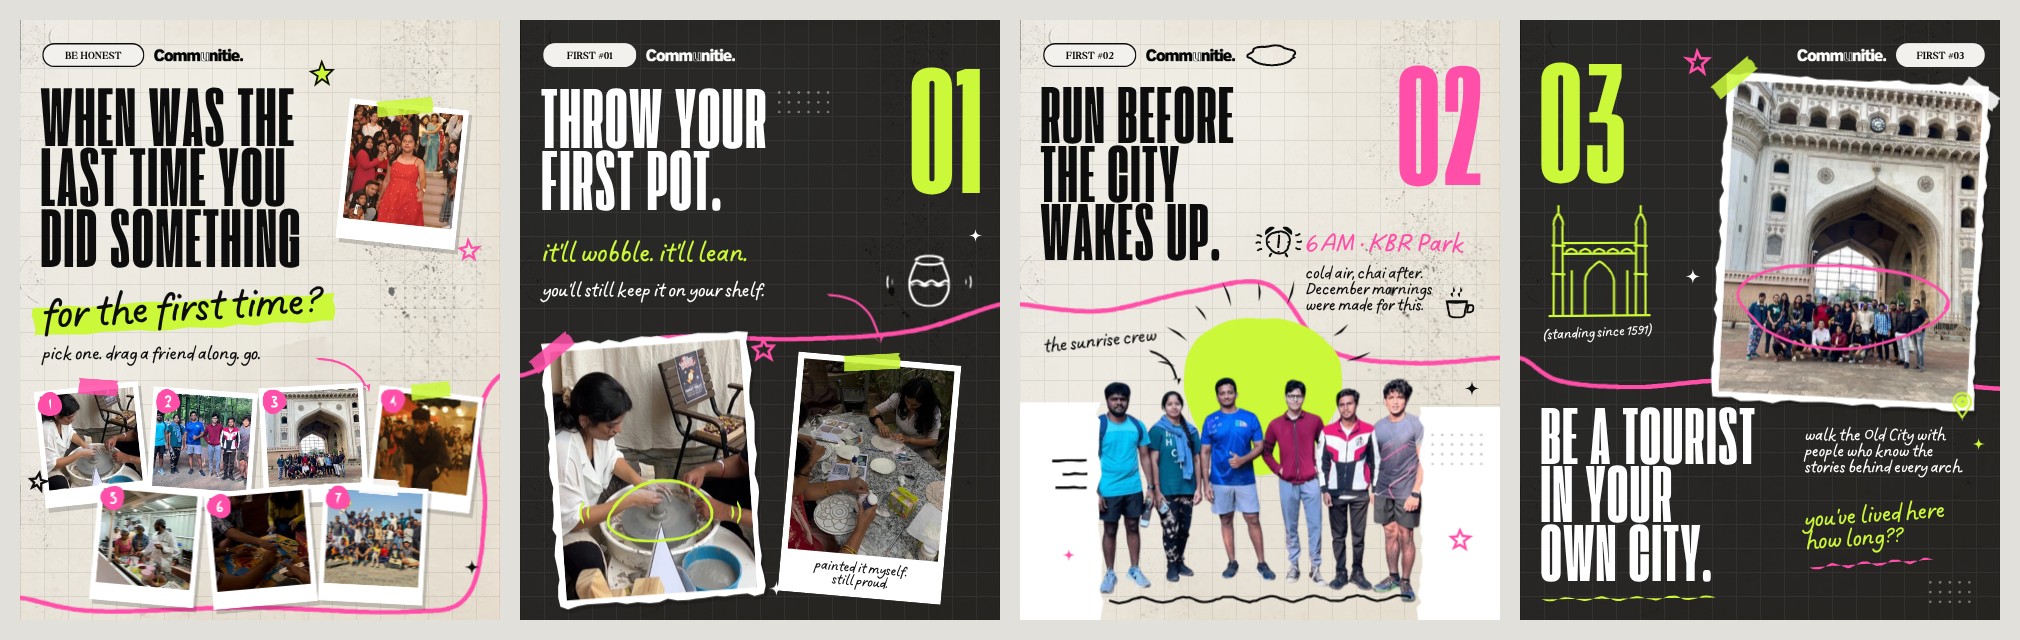 BE HONEST
Communitie.
WHEN WAS THE
LAST TIME YOU
DID SOMETHING
for the first time?
pick one. drag a friend along. go.
1
2
3
4
5
6
7
FIRST #01
Communitie.
01
THROW YOUR
FIRST POT.
it'll wobble. it'll lean.
you'll still keep it on your shelf.
painted it myself.
still proud.
FIRST #02
Communitie.
02
RUN BEFORE
THE CITY
WAKES UP.
6 AM · KBR Park
cold air, chai after.
December mornings
were made for this.
the sunrise crew
Communitie.
FIRST #03
03
(standing since 1591)
BE A TOURIST
IN YOUR
OWN CITY.
walk the Old City with
people who know the
stories behind every arch.
you've lived here
how long??